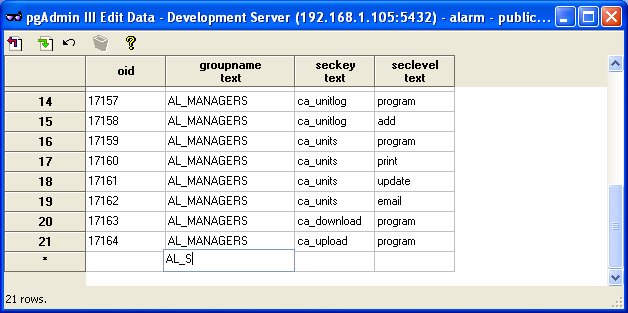 pgAdmin III Edit Data - Development Server (192.168.1.105:5432) - alarm - public...
oid groupname text seckey text seclevel text
14 17157 AL_MANAGERS ca_unitlog program
15 17158 AL_MANAGERS ca_unitlog add
16 17159 AL_MANAGERS ca_units program
17 17160 AL_MANAGERS ca_units print
18 17161 AL_MANAGERS ca_units update
19 17162 AL_MANAGERS ca_units email
20 17163 AL_MANAGERS ca_download program
21 17164 AL_MANAGERS ca_upload program
* AL_S
21 rows.